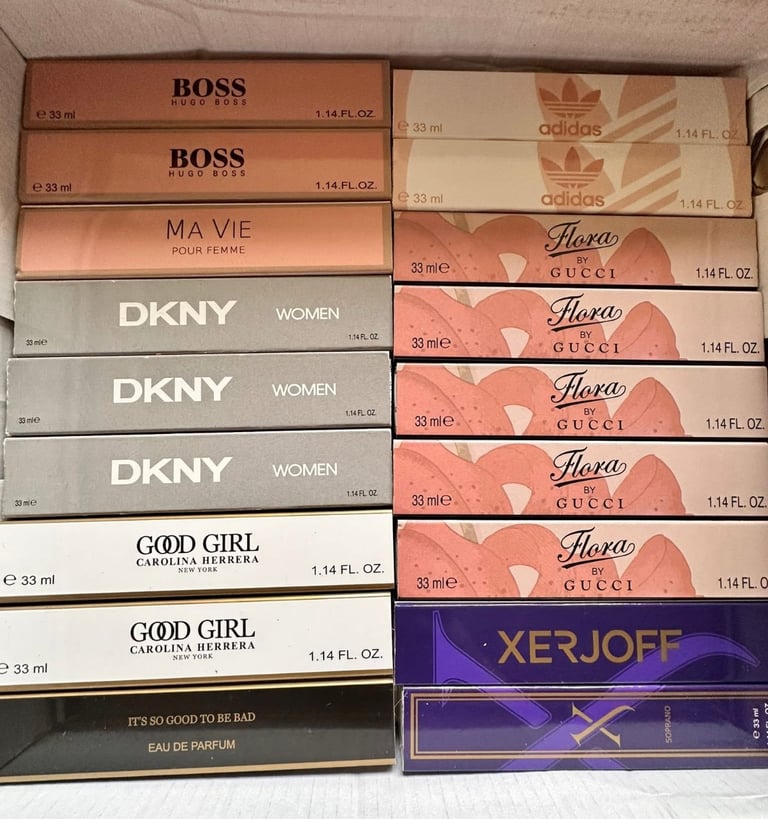 BOSS
HUGO BOSS
℮ 33 ml 1.14.FL.OZ.
BOSS
HUGO BOSS
℮ 33 ml 1.14.FL.OZ.
MA VIE
POUR FEMME
DKNY WOMEN
33 ml℮ 1.14 FL. OZ.
DKNY WOMEN
33 ml℮ 1.14 FL. OZ.
DKNY WOMEN
33 ml℮ 1.14 FL. OZ.
GOOD GIRL
CAROLINA HERRERA
NEW YORK
℮ 33 ml 1.14 FL. OZ.
GOOD GIRL
CAROLINA HERRERA
NEW YORK
℮ 33 ml 1.14 FL. OZ.
IT'S SO GOOD TO BE BAD
EAU DE PARFUM
adidas
℮ 33 ml 1.14 FL. OZ.
adidas
℮ 33 ml 1.14 FL. OZ.
Flora
BY
GUCCI
33 ml℮ 1.14 FL. OZ.
Flora
BY
GUCCI
33 ml℮ 1.14 FL. OZ.
Flora
BY
GUCCI
33 ml℮ 1.14 FL. OZ.
Flora
BY
GUCCI
33 ml℮ 1.14 FL. OZ.
Flora
BY
GUCCI
33 ml℮ 1.14 FL. O
XERJOFF
X
SOPRANO
℮ 33 ml